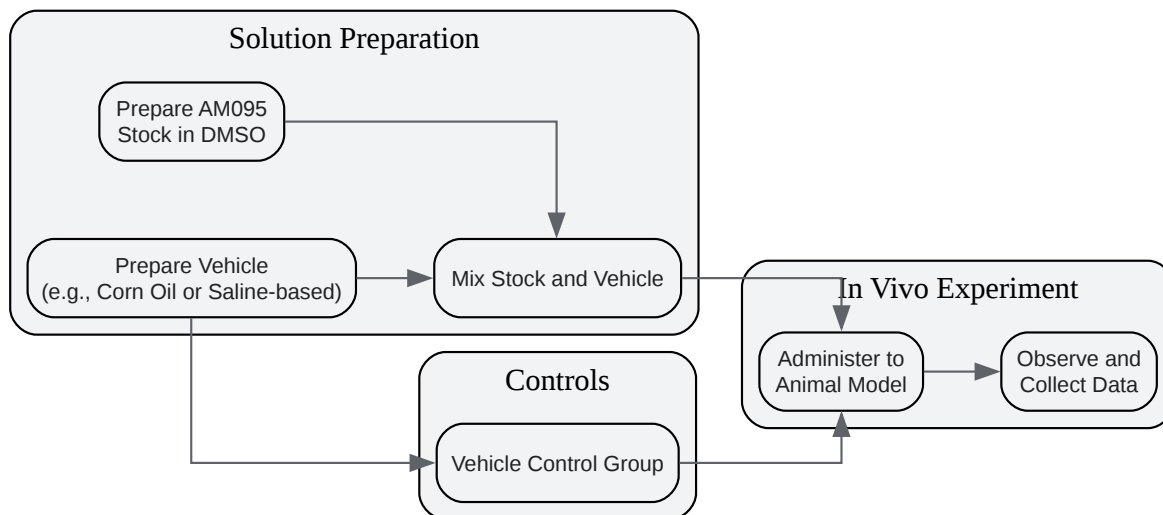 Solution Preparation
Prepare AM095
Stock in DMSO
Prepare Vehicle
(e.g., Corn Oil or Saline-based)
Mix Stock and Vehicle
Controls
Vehicle Control Group
In Vivo Experiment
Administer to
Animal Model
Observe and
Collect Data